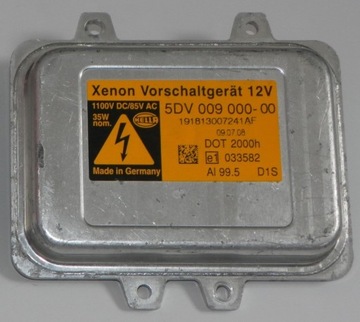 Xenon Vorschaltgerät 12V
1100V DC/85V AC
35W
nom.
HELLA
Made in Germany
5DV 009 000-00
191813007241AF
09.07.08
DOT 2000h
e1 033582
Al 99.5 D1S